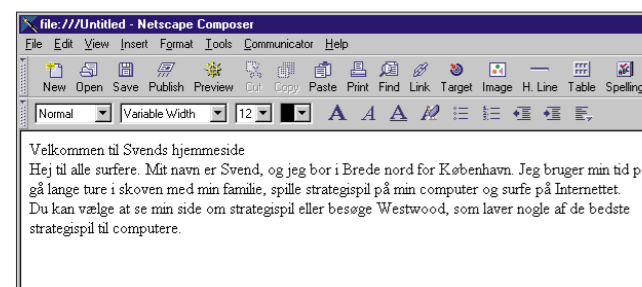 file:///Untitled - Netscape Composer
File Edit View Insert Format Tools Communicator Help
New Open Save Publish Preview Cut Copy Paste Print Find Link Target Image H. Line Table Spelling
Normal Variable Width 12 A A A
Velkommen til Svends hjemmeside
Hej til alle surfere. Mit navn er Svend, og jeg bor i Brede nord for København. Jeg bruger min tid p
gå lange ture i skoven med min familie, spille strategispil på min computer og surfe på Internettet.
Du kan vælge at se min side om strategispil eller besøge Westwood, som laver nogle af de bedste
strategispil til computere.